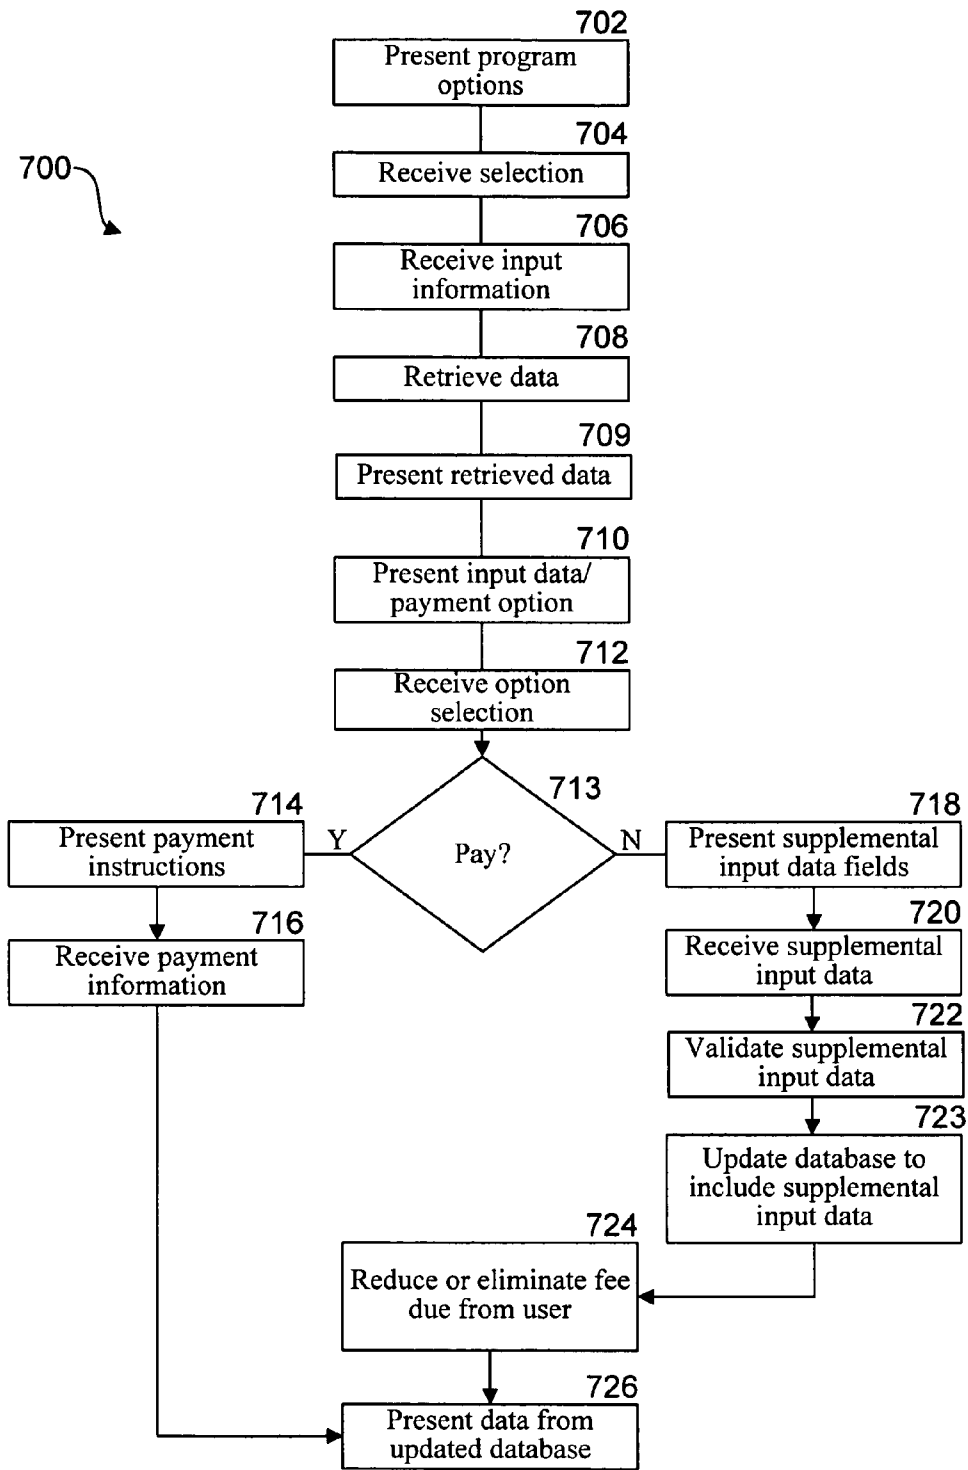 702
Present program
options
704
700
Receive selection
706
Receive input
information
708
Retrieve data
709
Present retrieved data
710
Present input data/
payment option
712
Receive option
selection
713
Pay?
Y
N
714
Present payment
instructions
716
Receive payment
information
718
Present supplemental
input data fields
720
Receive supplemental
input data
722
Validate supplemental
input data
723
Update database to
include supplemental
input data
724
Reduce or eliminate fee
due from user
726
Present data from
updated database